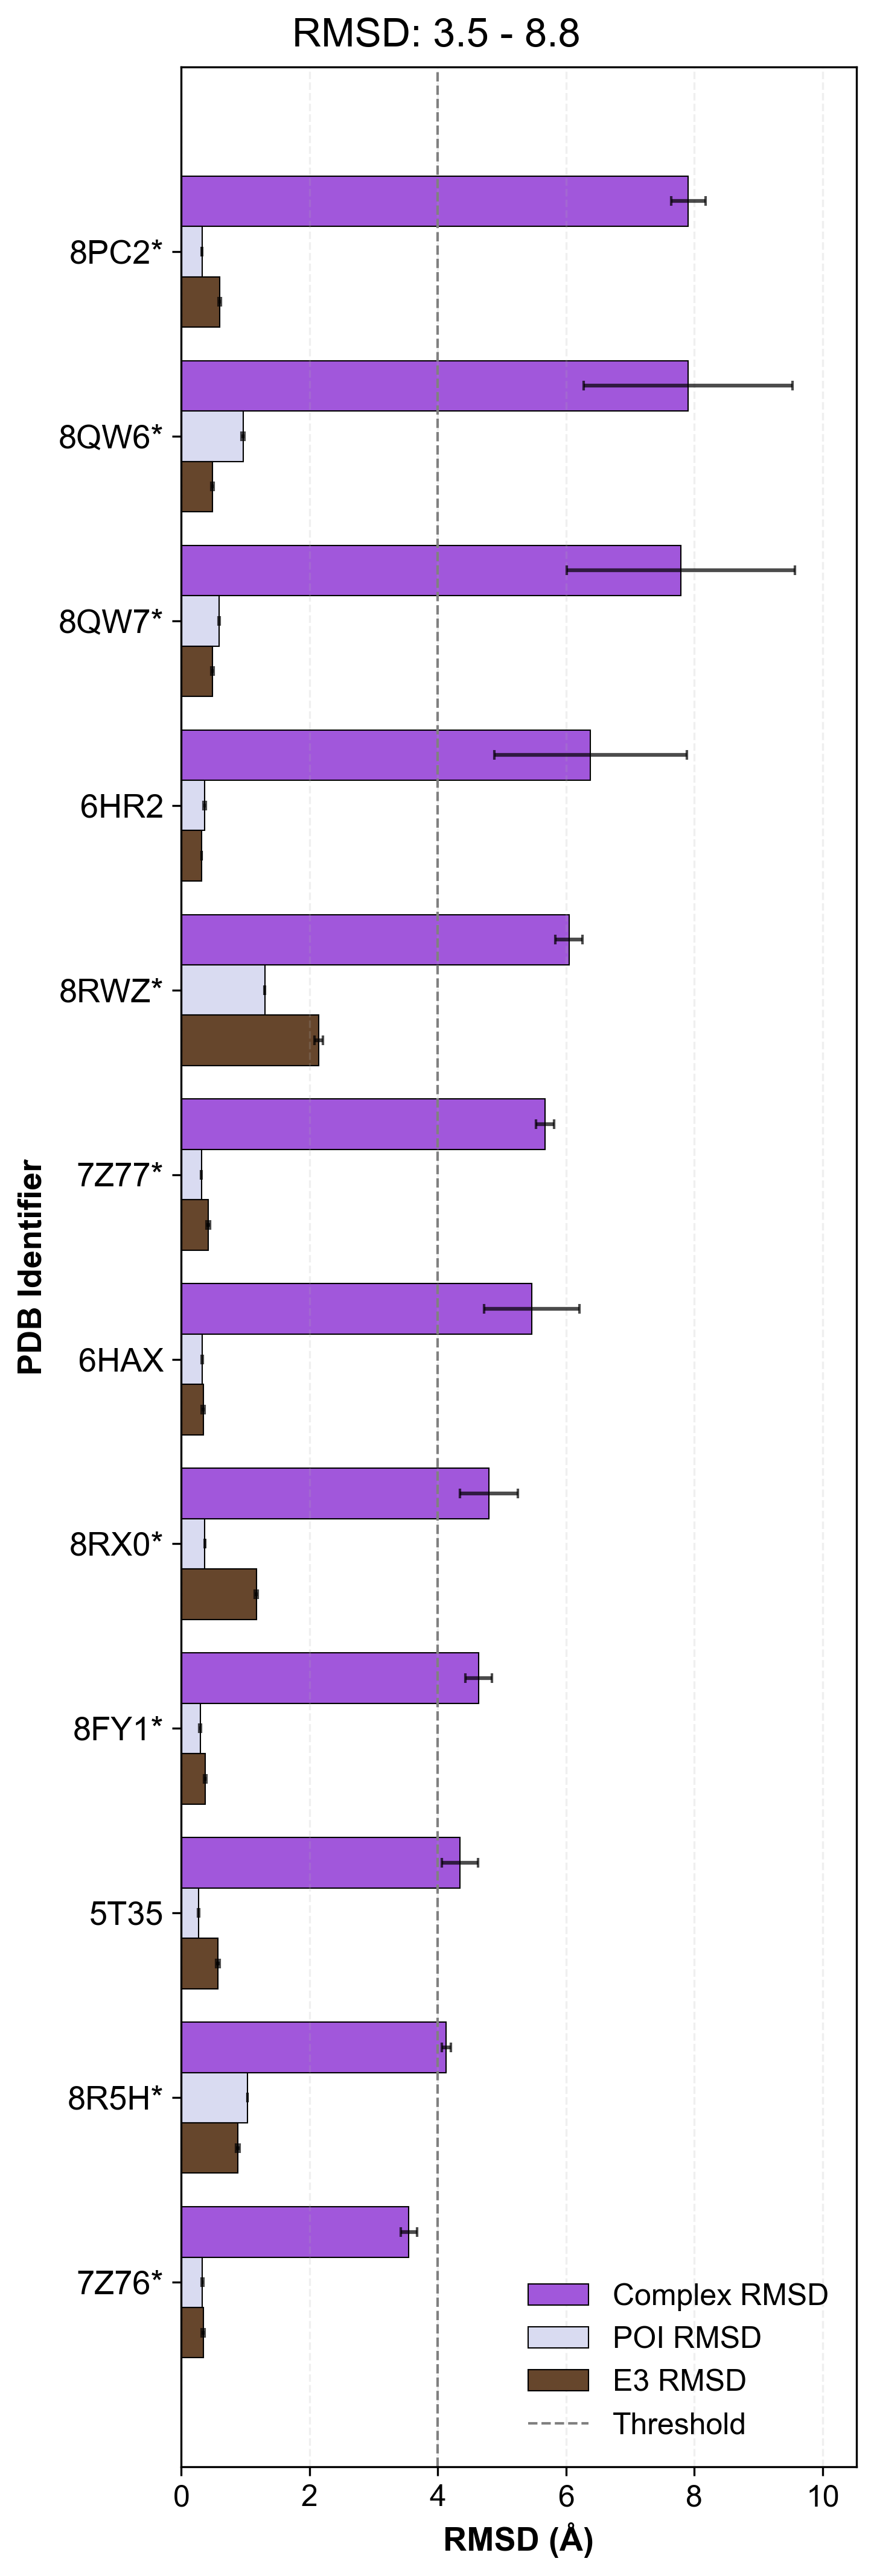 RMSD: 3.5 - 8.8
8PC2*
8QW6*
8QW7*
6HR2
8RWZ*
7Z77*
6HAX
8RX0*
8FY1*
5T35
8R5H*
7Z76*
PDB Identifier
Complex RMSD
POI RMSD
E3 RMSD
Threshold
0 2 4 6 8 10
RMSD (Å)